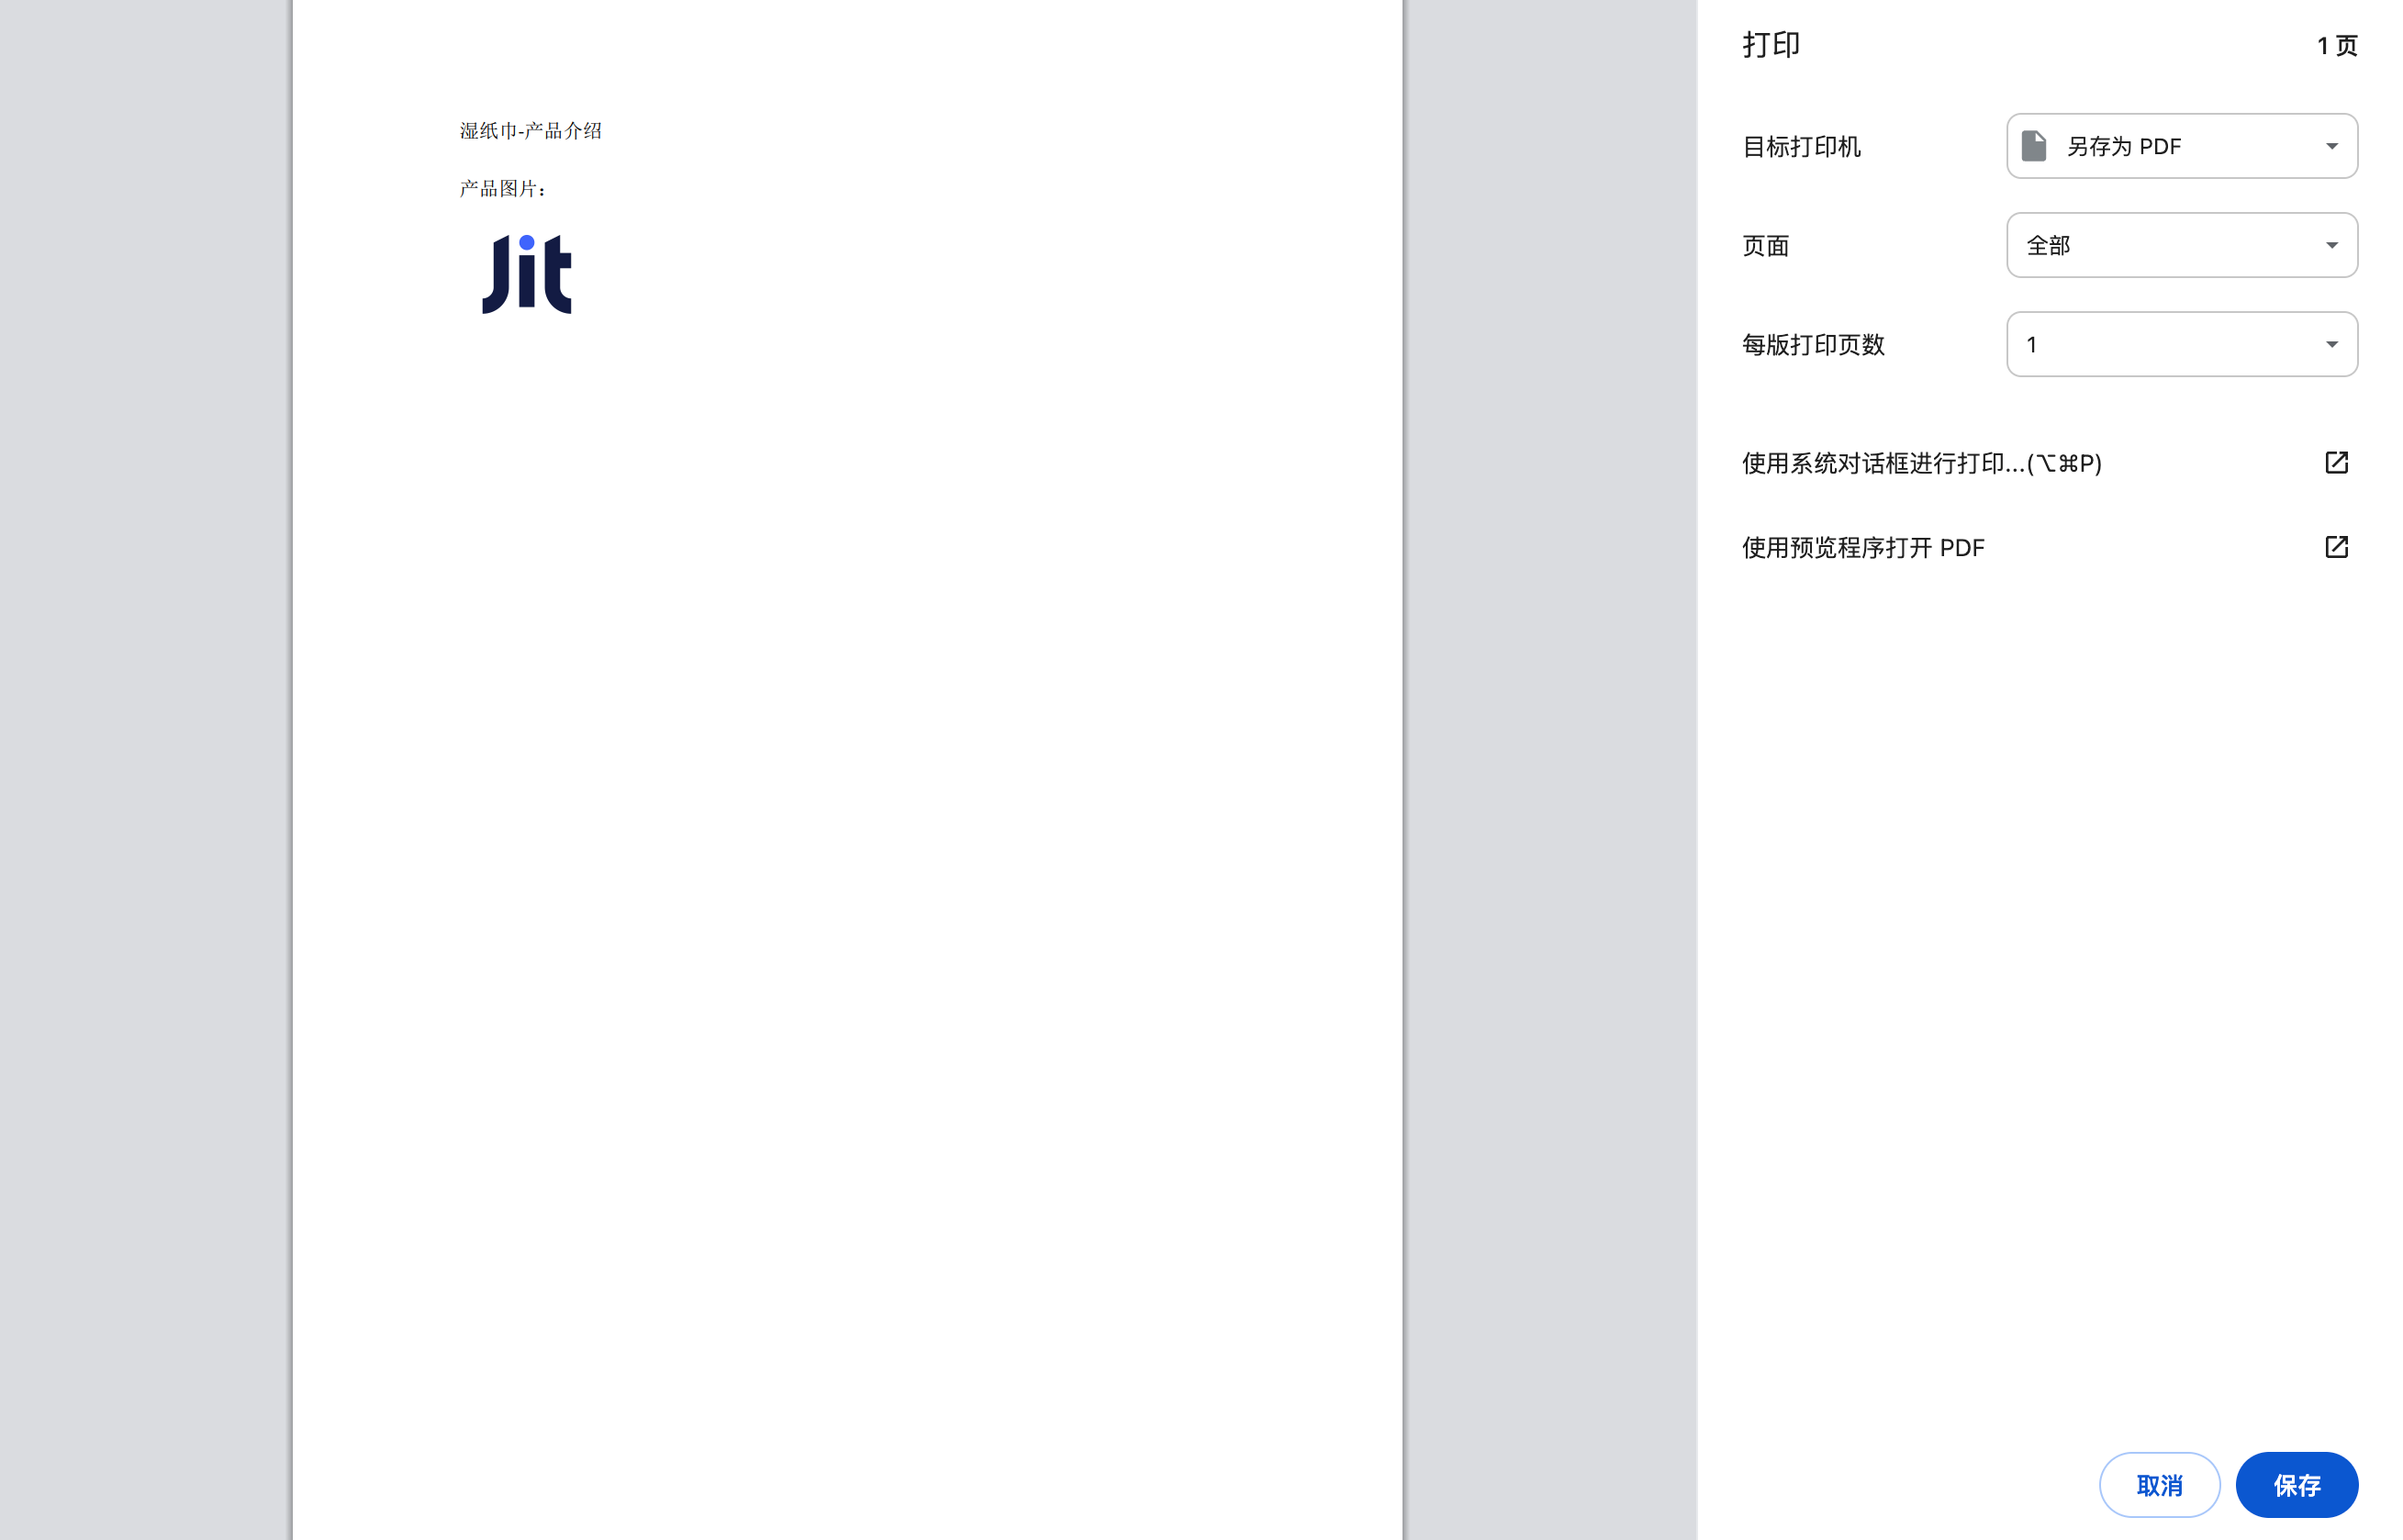 湿纸巾-产品介绍
产品图片：
Jit
打印
1 页
目标打印机
另存为 PDF
页面
全部
每版打印页数
1
使用系统对话框进行打印...(⌥⌘P)
使用预览程序打开 PDF
取消
保存